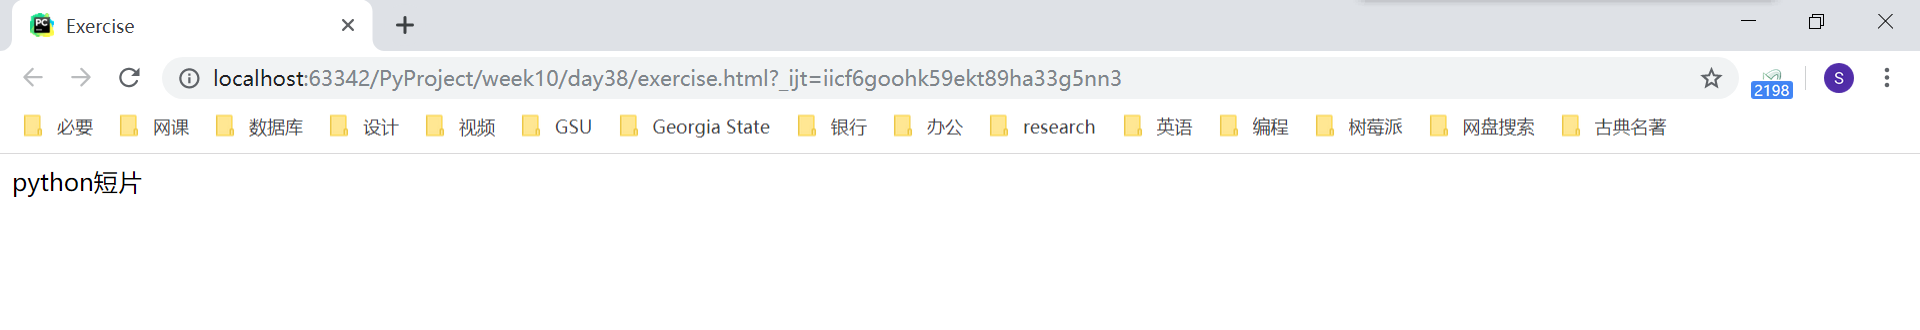 Exercise
localhost:63342/PyProject/week10/day38/exercise.html?_ijt=iicf6goohk59ekt89ha33g5nn3
2198
S
必要 网课 数据库 设计 视频 GSU Georgia State 银行 办公 research 英语 编程 树莓派 网盘搜索 古典名著
python短片